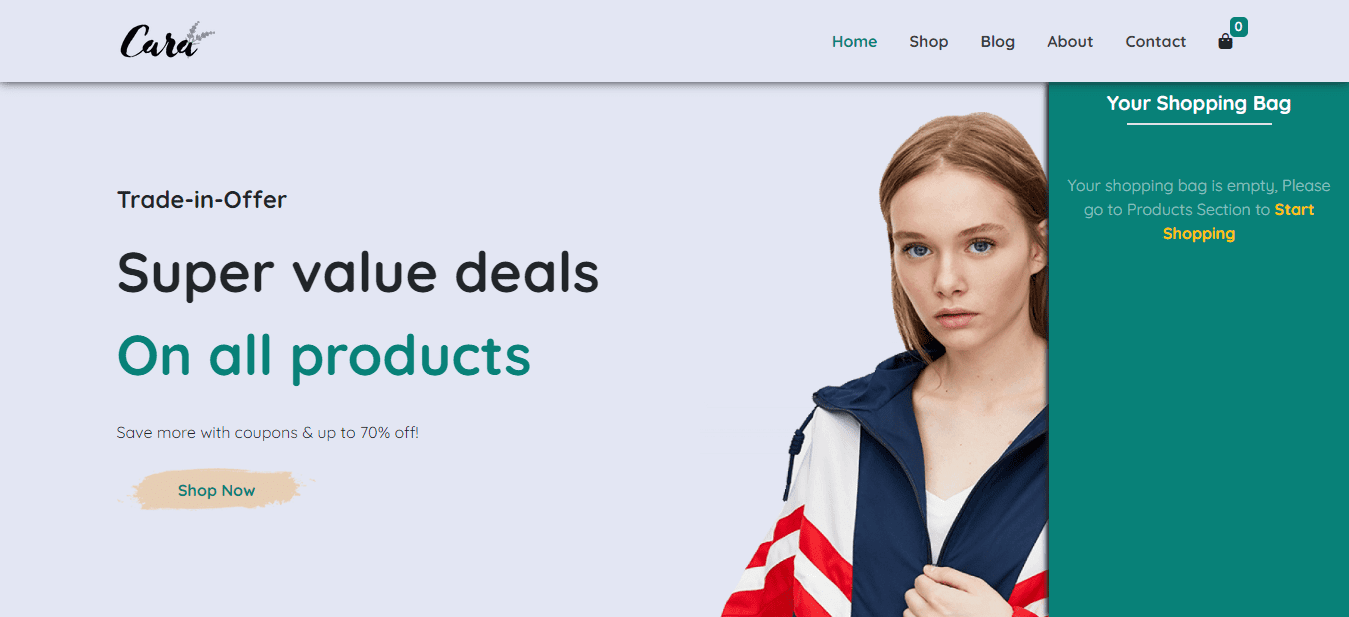 Cara
Home Shop Blog About Contact 0
Your Shopping Bag
Your shopping bag is empty, Please
go to Products Section to Start
Shopping
Trade-in-Offer
Super value deals
On all products
Save more with coupons & up to 70% off!
Shop Now